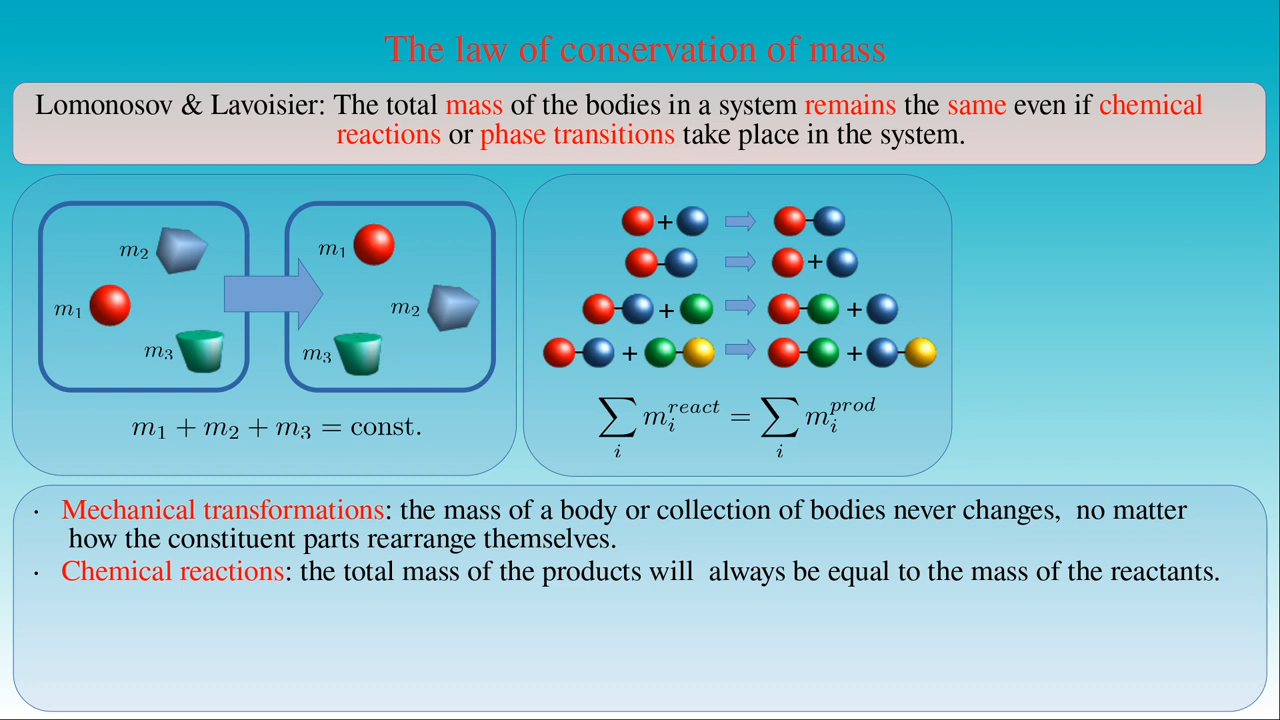 The law of conservation of mass
Lomonosov & Lavoisier: The total mass of the bodies in a system remains the same even if chemical
reactions or phase transitions take place in the system.
m₂
m₁
m₃
m₁
m₂
m₃
m₁ + m₂ + m₃ = const.
+
+
+ +
+ +
∑ᵢ mᵢ^react = ∑ᵢ mᵢ^prod
· Mechanical transformations: the mass of a body or collection of bodies never changes, no matter
how the constituent parts rearrange themselves.
· Chemical reactions: the total mass of the products will always be equal to the mass of the reactants.